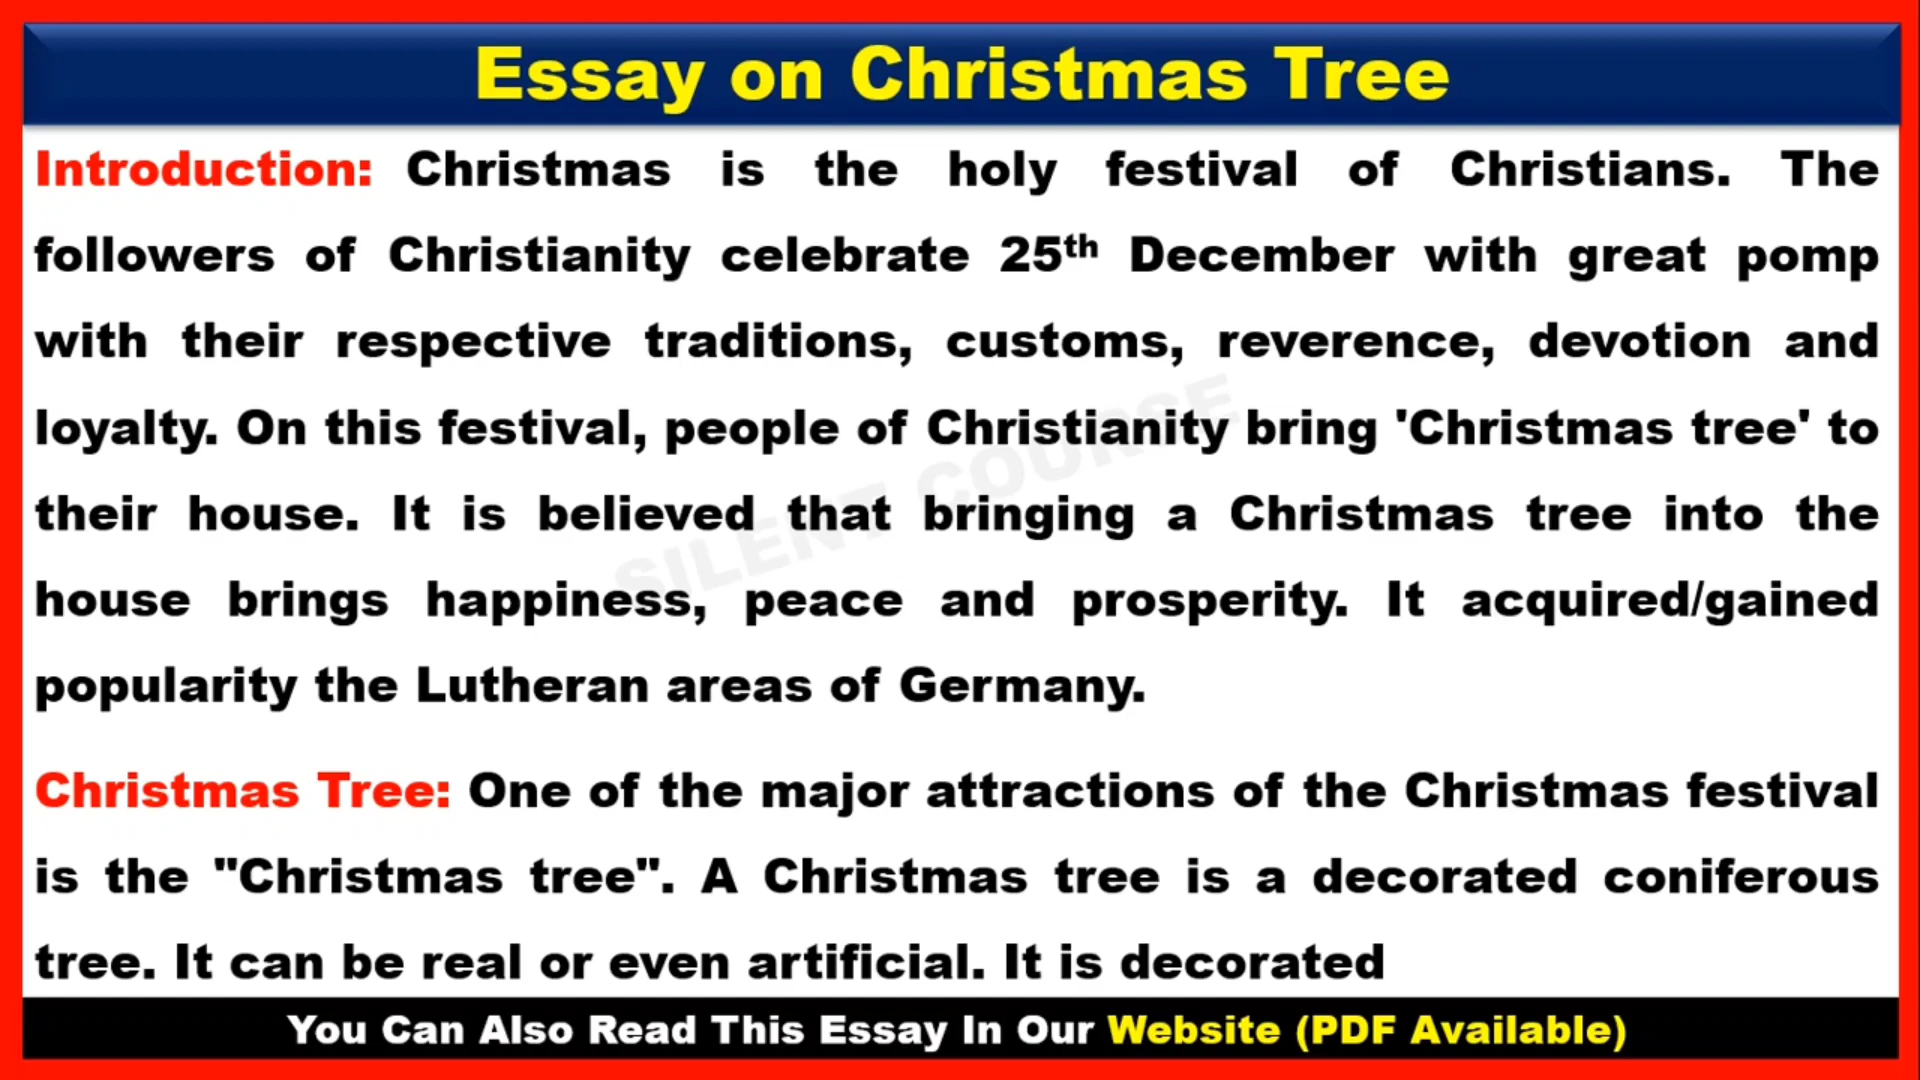 Essay on Christmas Tree
Introduction: Christmas is the holy festival of Christians. The
followers of Christianity celebrate 25th December with great pomp
with their respective traditions, customs, reverence, devotion and
loyalty. On this festival, people of Christianity bring 'Christmas tree' to
their house. It is believed that bringing a Christmas tree into the
house brings happiness, peace and prosperity. It acquired/gained
popularity the Lutheran areas of Germany.
SILENT COURSE
Christmas Tree: One of the major attractions of the Christmas festival
is the "Christmas tree". A Christmas tree is a decorated coniferous
tree. It can be real or even artificial. It is decorated
You Can Also Read This Essay In Our Website (PDF Available)